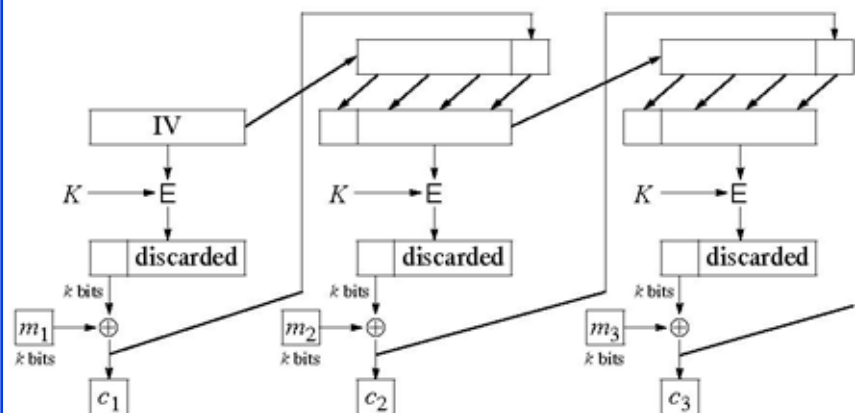 IV
K E K E K E
discarded discarded discarded
k bits k bits k bits
m1 ⊕ m2 ⊕ m3 ⊕
k bits k bits k bits
c1 c2 c3